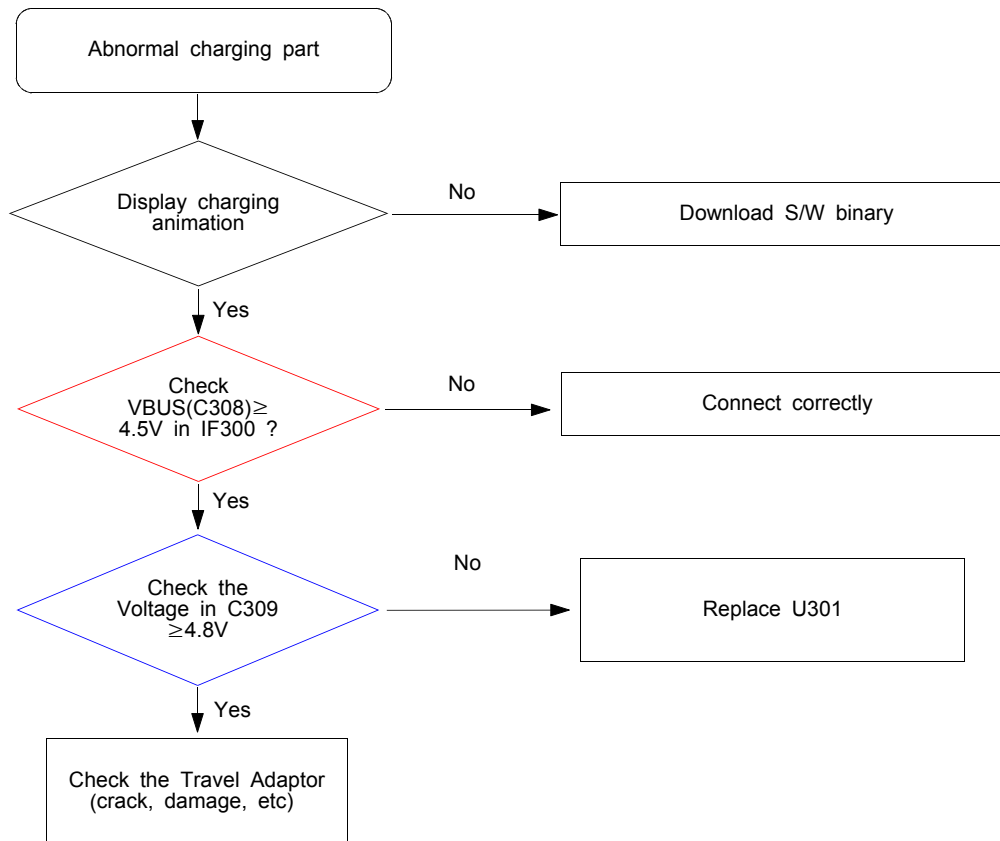 Abnormal charging part
Display charging
animation
No
Download S/W binary
Yes
Check
VBUS(C308)≥
4.5V in IF300 ?
No
Connect correctly
Yes
Check the
Voltage in C309
≥4.8V
No
Replace U301
Yes
Check the Travel Adaptor
(crack, damage, etc)